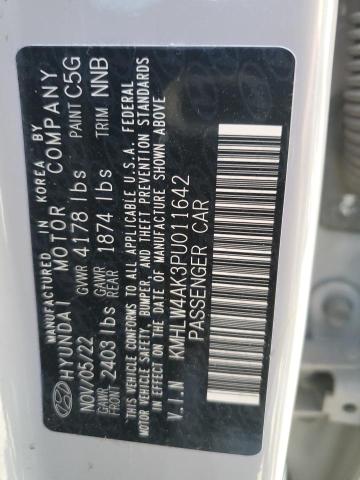 MANUFACTURED IN KOREA BY
HYUNDAI MOTOR COMPANY
NOV/05/22 GVWR 4178 lbs PAINT C5G
GAWR FRONT 2403 lbs GAWR REAR 1874 lbs TRIM NNB
THIS VEHICLE CONFORMS TO ALL APPLICABLE U.S.A. FEDERAL
MOTOR VEHICLE SAFETY, BUMPER, AND THEFT PREVENTION STANDARDS
IN EFFECT ON THE DATE OF MANUFACTURE SHOWN ABOVE
V.I.N KMHLW4AK3PU011642
PASSENGER CAR